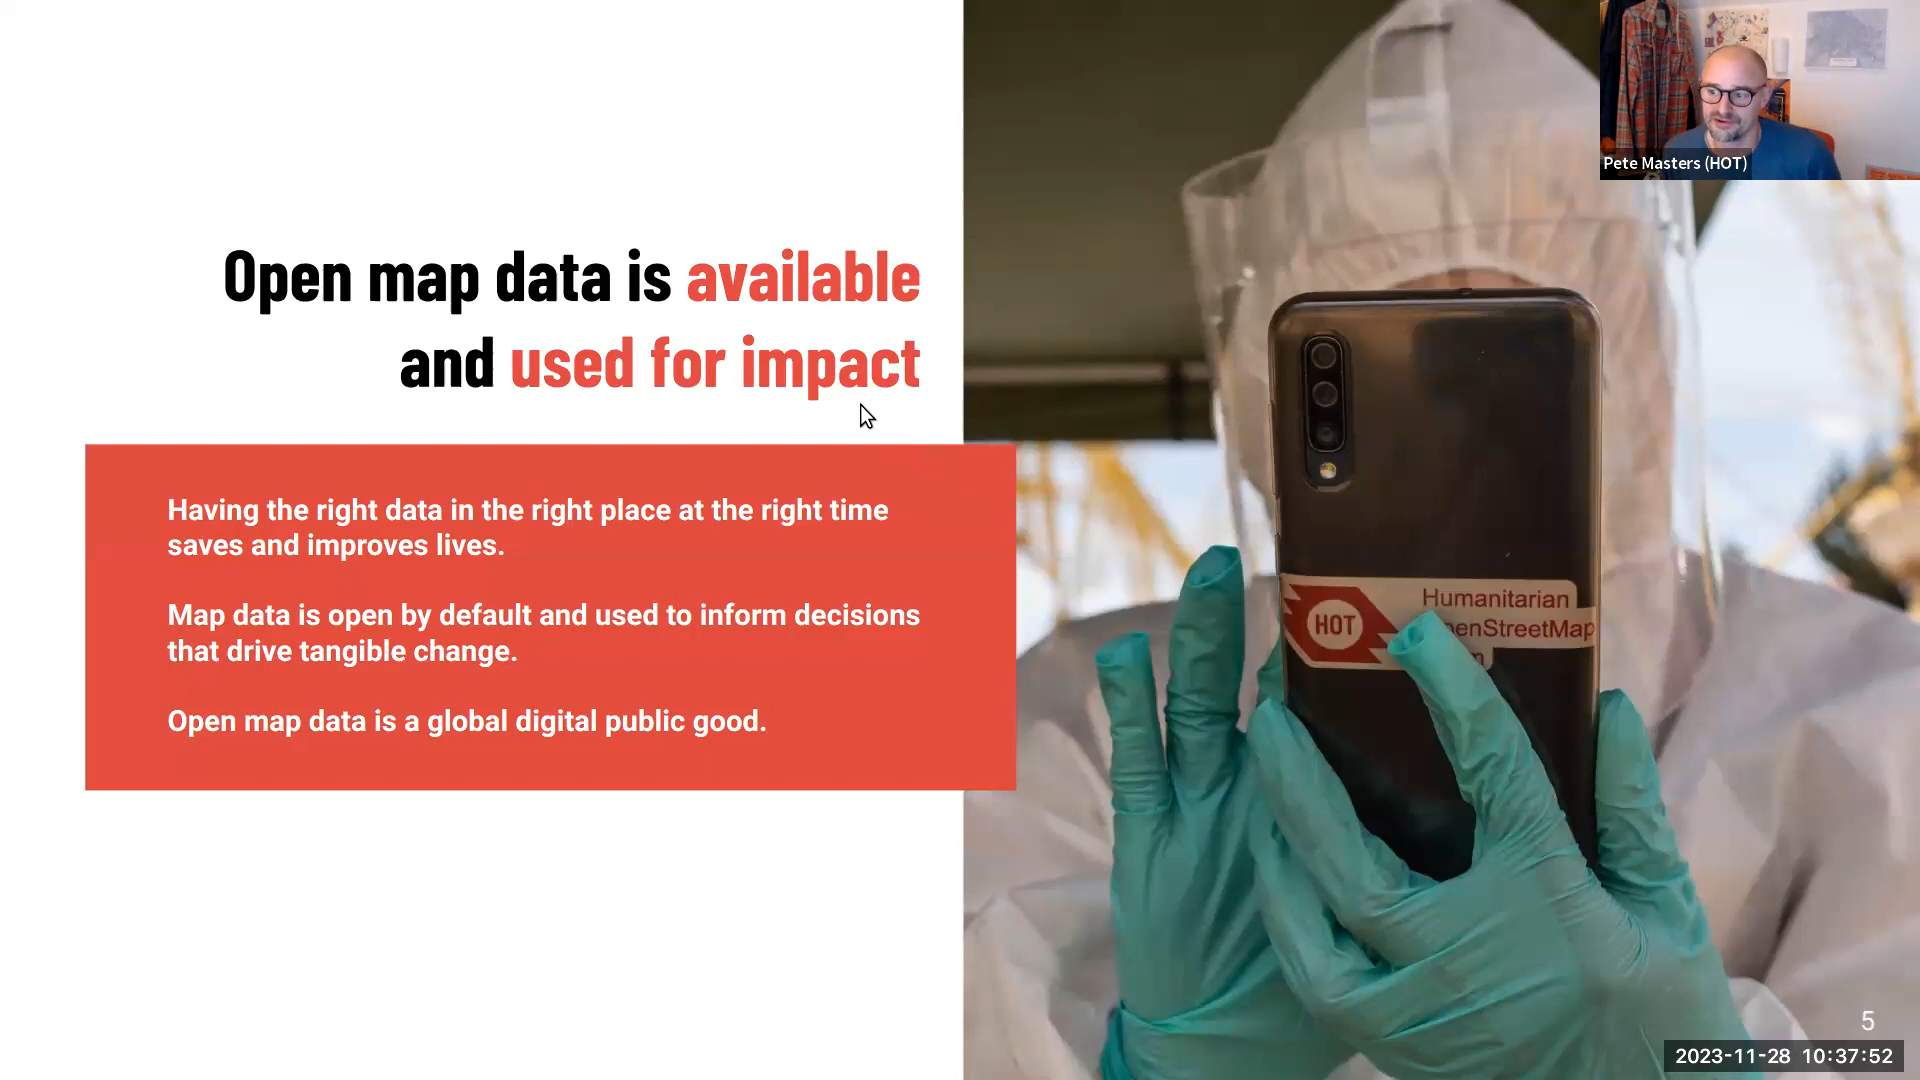 Open map data is available
and used for impact
Having the right data in the right place at the right time
saves and improves lives.
Map data is open by default and used to inform decisions
that drive tangible change.
Open map data is a global digital public good.
Pete Masters (HOT)
HOT
Humanitarian
penStreetMap
m
5
2023-11-28 10:37:52